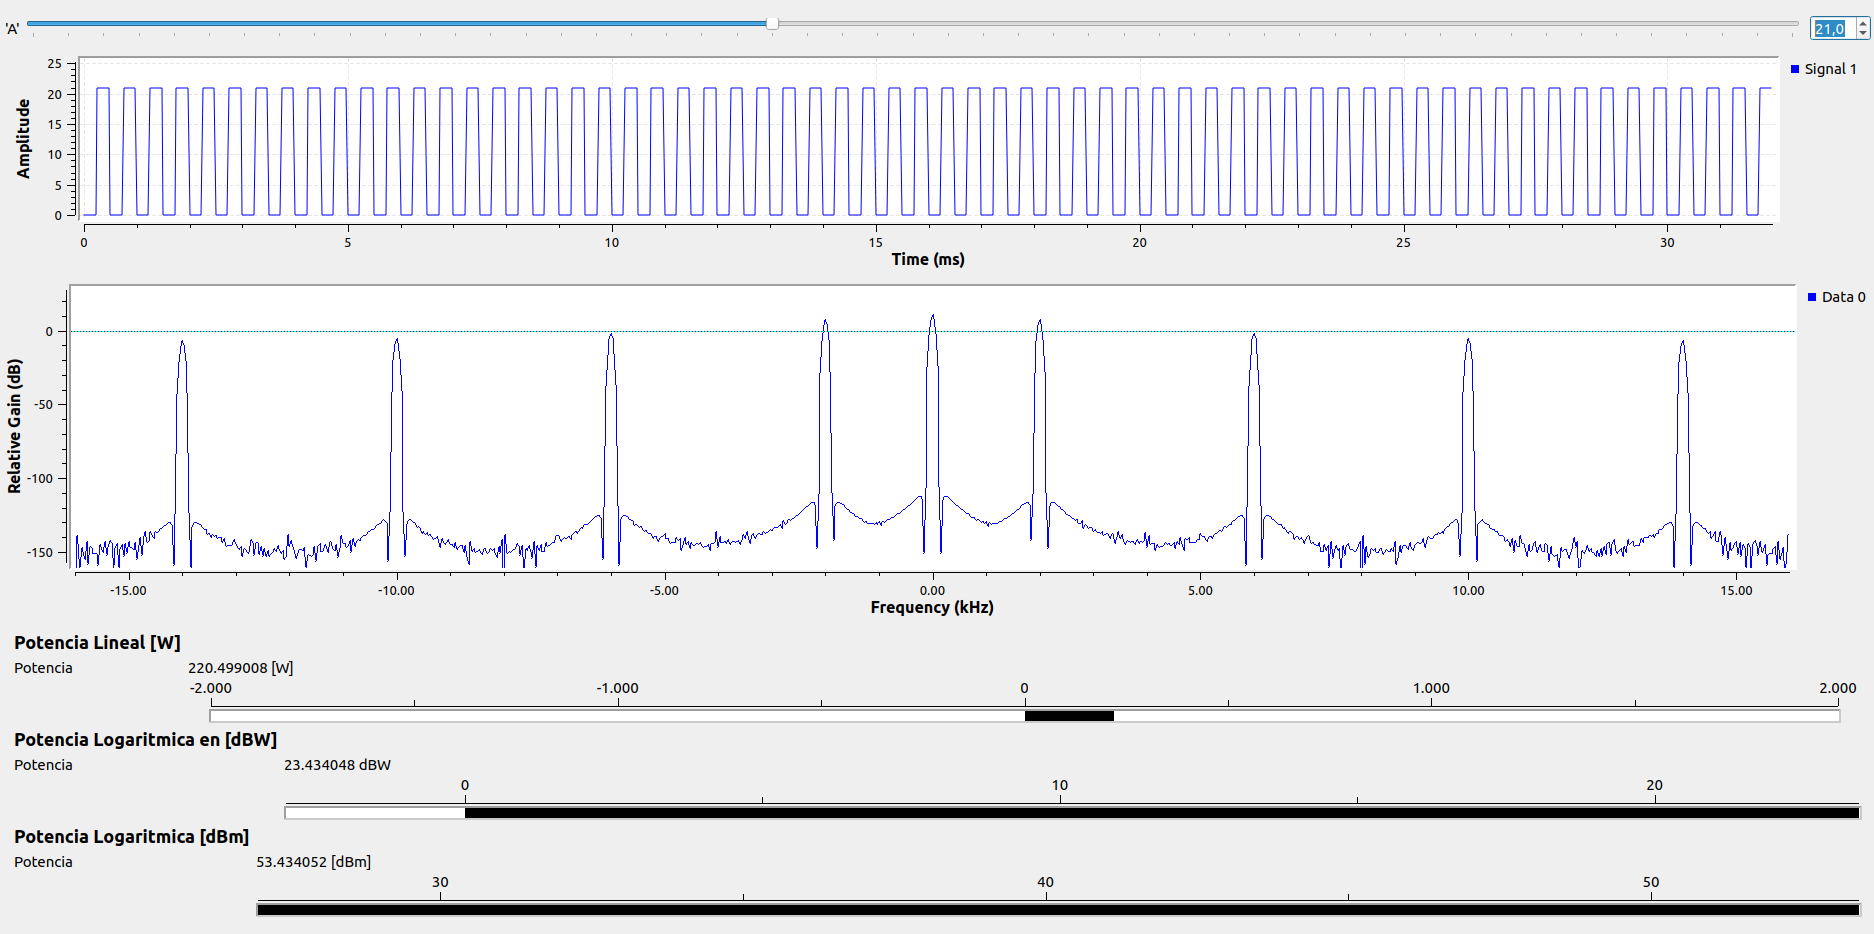 'A' 21,0
Signal 1
25
20
15
10
5
0
Amplitude
0 5 10 15 20 25 30
Time (ms)
Data 0
0
-50
-100
-150
Relative Gain (dB)
-15.00 -10.00 -5.00 0.00 5.00 10.00 15.00
Frequency (kHz)
Potencia Lineal [W]
Potencia 220.499008 [W]
-2.000 -1.000 0 1.000 2.000
Potencia Logaritmica en [dBW]
Potencia 23.434048 dBW
0 10 20
Potencia Logaritmica [dBm]
Potencia 53.434052 [dBm]
30 40 50